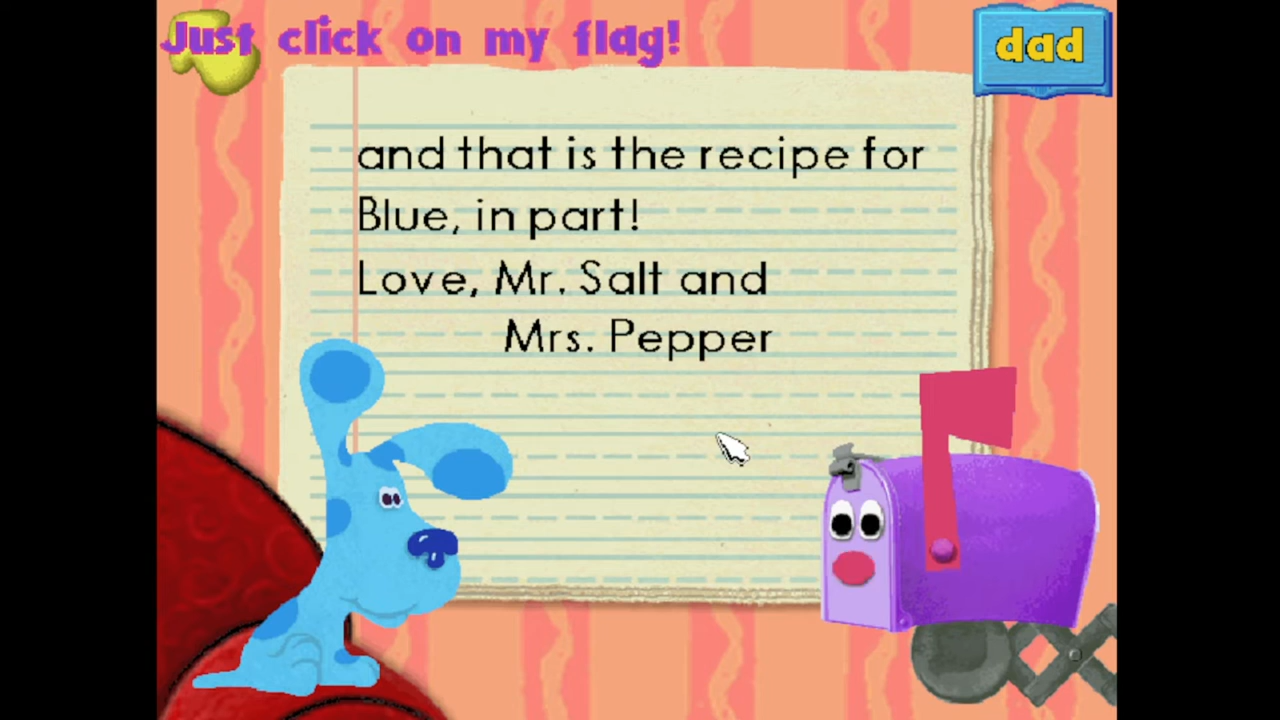 Just click on my flag!
dad
and that is the recipe for
Blue, in part!
Love, Mr. Salt and
Mrs. Pepper